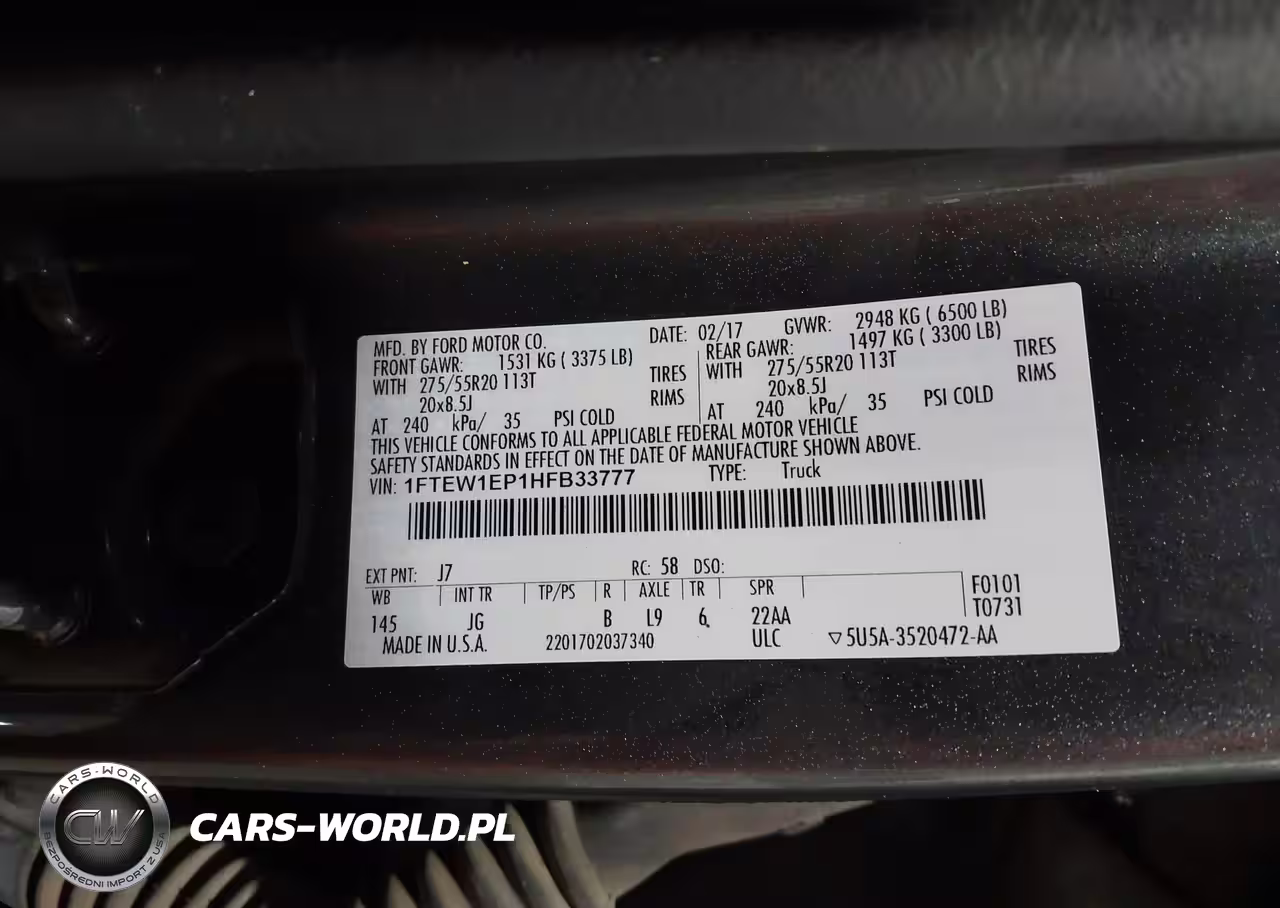 MFD. BY FORD MOTOR CO. DATE: 02/17 GVWR: 2948 KG ( 6500 LB)
FRONT GAWR: 1531 KG ( 3375 LB) REAR GAWR: 1497 KG ( 3300 LB)
WITH 275/55R20 113T TIRES WITH 275/55R20 113T TIRES
20x8.5J RIMS 20x8.5J RIMS
AT 240 kPa/ 35 PSI COLD AT 240 kPa/ 35 PSI COLD
THIS VEHICLE CONFORMS TO ALL APPLICABLE FEDERAL MOTOR VEHICLE
SAFETY STANDARDS IN EFFECT ON THE DATE OF MANUFACTURE SHOWN ABOVE.
VIN: 1FTEW1EP1HFB33777 TYPE: Truck
EXT PNT: J7 RC: 58 DSO:
WB INT TR TP/PS R AXLE TR SPR F0101
145 JG B L9 6 22AA T0731
MADE IN U.S.A. 2201702037340 ULC ▽5U5A-3520472-AA
CARS-WORLD
CW
BEZPOŚREDNI IMPORT Z USA
CARS-WORLD.PL